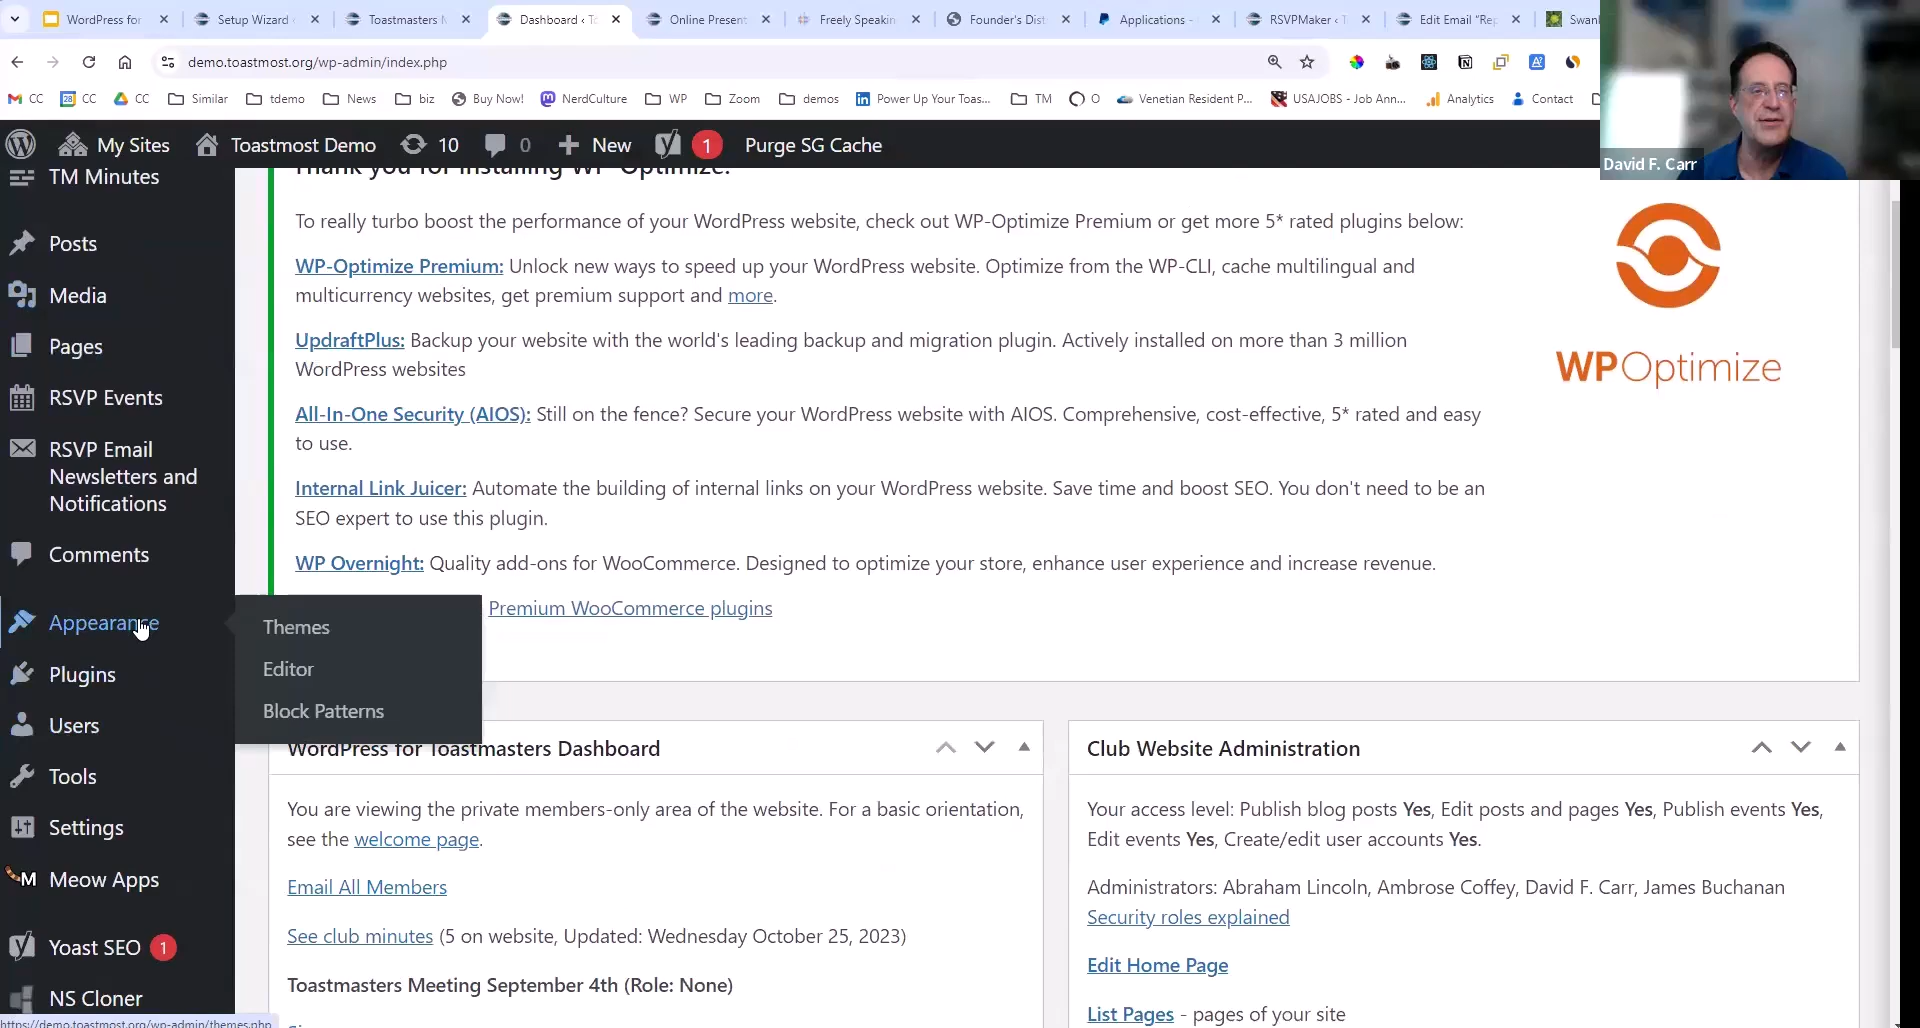 WordPress for
Setup Wizard
Toastmasters
Dashboard ‹ To
Online Present
Freely Speakin
Founder's Dist
Applications -
RSVPMaker ‹ T
Edit Email "Rep
Swank
demo.toastmost.org/wp-admin/index.php
CC
CC
CC
Similar
tdemo
News
biz
Buy Now!
NerdCulture
WP
Zoom
demos
Power Up Your Toas...
TM
O
Venetian Resident P...
USAJOBS - Job Ann...
Analytics
Contact
David F. Carr
My Sites
Toastmost Demo
10
0
New
1
Purge SG Cache
TM Minutes
Posts
Media
Pages
RSVP Events
RSVP Email
Newsletters and
Notifications
Comments
Appearance
Plugins
Users
Tools
Settings
Meow Apps
Yoast SEO 1
NS Cloner
Themes
Editor
Block Patterns
Thank you for installing WP-Optimize!
To really turbo boost the performance of your WordPress website, check out WP-Optimize Premium or get more 5* rated plugins below:
WP-Optimize Premium: Unlock new ways to speed up your WordPress website. Optimize from the WP-CLI, cache multilingual and
multicurrency websites, get premium support and more.
UpdraftPlus: Backup your website with the world's leading backup and migration plugin. Actively installed on more than 3 million
WordPress websites
All-In-One Security (AIOS): Still on the fence? Secure your WordPress website with AIOS. Comprehensive, cost-effective, 5* rated and easy
to use.
Internal Link Juicer: Automate the building of internal links on your WordPress website. Save time and boost SEO. You don't need to be an
SEO expert to use this plugin.
WP Overnight: Quality add-ons for WooCommerce. Designed to optimize your store, enhance user experience and increase revenue.
Premium WooCommerce plugins
WPOptimize
WordPress for Toastmasters Dashboard
You are viewing the private members-only area of the website. For a basic orientation,
see the welcome page.
Email All Members
See club minutes (5 on website, Updated: Wednesday October 25, 2023)
Toastmasters Meeting September 4th (Role: None)
Club Website Administration
Your access level: Publish blog posts Yes, Edit posts and pages Yes, Publish events Yes,
Edit events Yes, Create/edit user accounts Yes.
Administrators: Abraham Lincoln, Ambrose Coffey, David F. Carr, James Buchanan
Security roles explained
Edit Home Page
List Pages - pages of your site
https://demo.toastmost.org/wp-admin/themes.php